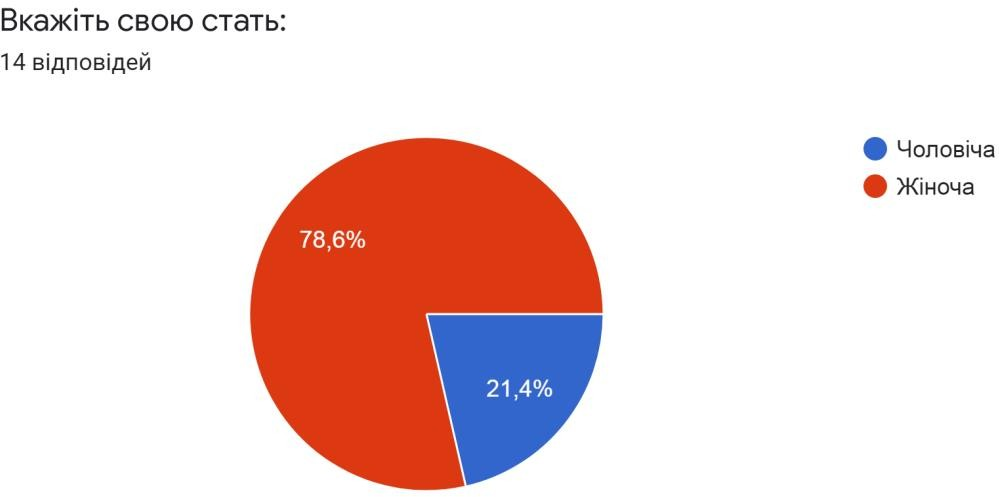 Вкажіть свою стать:
14 відповідей
Чоловіча
Жіноча
78,6%
21,4%